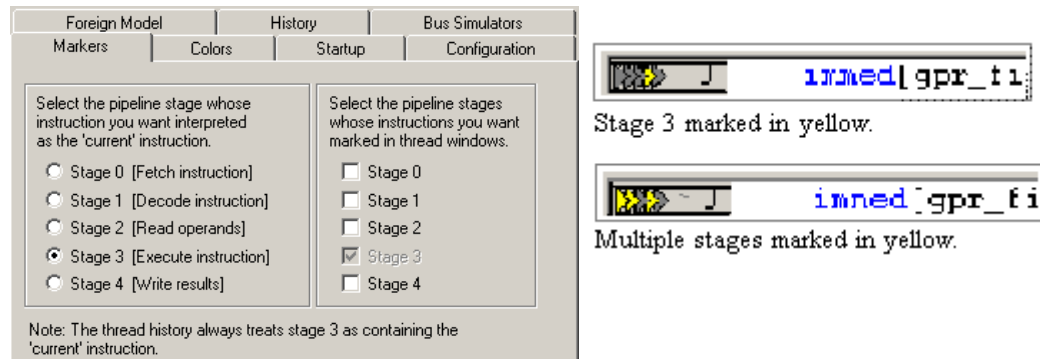 Foreign Model
History
Bus Simulators
Markers
Colors
Startup
Configuration
Select the pipeline stage whose
instruction you want interpreted
as the 'current' instruction.
Stage 0 [Fetch instruction]
Stage 1 [Decode instruction]
Stage 2 [Read operands]
Stage 3 [Execute instruction]
Stage 4 [Write results]
Select the pipeline stages
whose instructions you want
marked in thread windows.
Stage 0
Stage 1
Stage 2
Stage 3
Stage 4
Note: The thread history always treats stage 3 as containing the
'current' instruction.
immed[gpr_ti
Stage 3 marked in yellow.
immed[gpr_ti
Multiple stages marked in yellow.